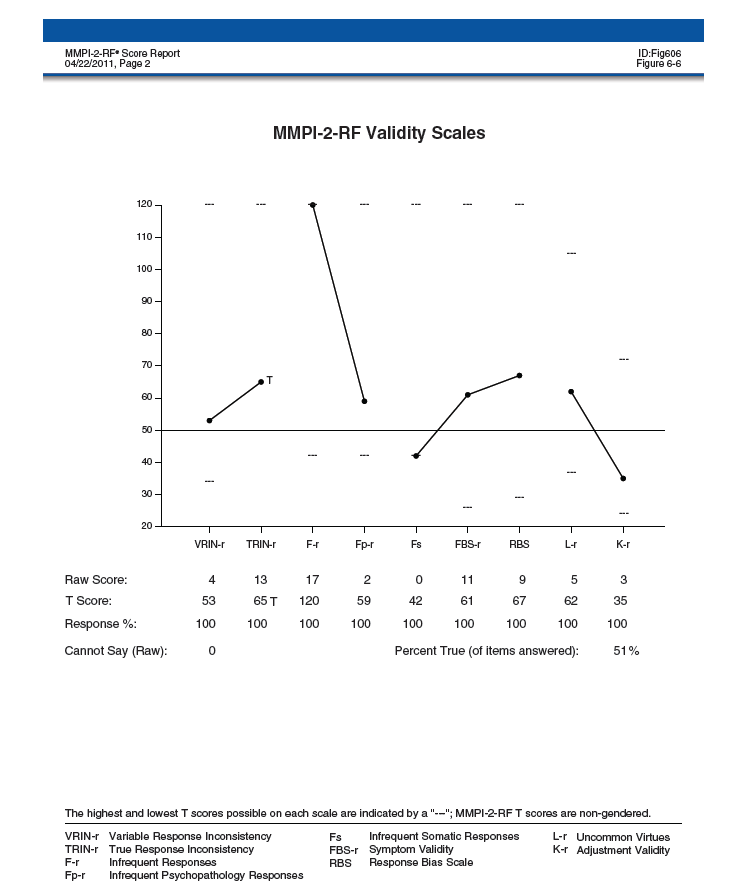 MMPI-2-RF® Score Report ID:Fig606
04/22/2011, Page 2 Figure 6-6
MMPI-2-RF Validity Scales
120 --- --- --- --- --- --- ---
110
100 ---
90
80
70 ---
60 T
50
40 --- --- --- ---
30 --- --- ---
20 ---
VRIN-r TRIN-r F-r Fp-r Fs FBS-r RBS L-r K-r
Raw Score: 4 13 17 2 0 11 9 5 3
T Score: 53 65 T 120 59 42 61 67 62 35
Response %: 100 100 100 100 100 100 100 100 100
Cannot Say (Raw): 0 Percent True (of items answered): 51%
The highest and lowest T scores possible on each scale are indicated by a "---"; MMPI-2-RF T scores are non-gendered.
VRIN-r Variable Response Inconsistency Fs Infrequent Somatic Responses L-r Uncommon Virtues
TRIN-r True Response Inconsistency FBS-r Symptom Validity K-r Adjustment Validity
F-r Infrequent Responses RBS Response Bias Scale
Fp-r Infrequent Psychopathology Responses